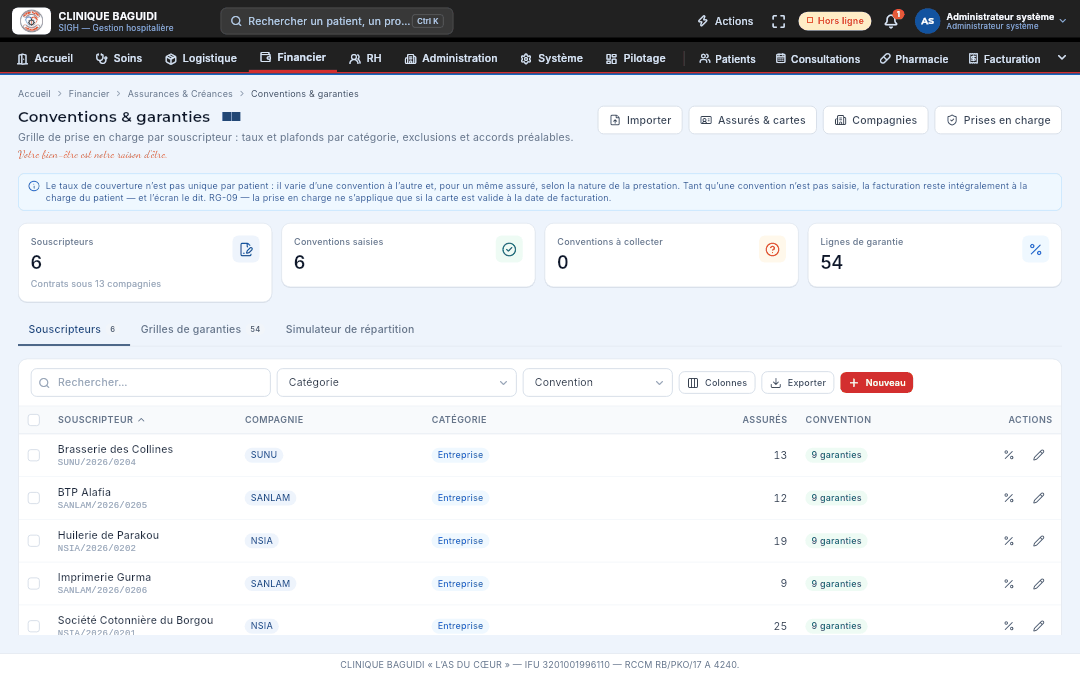 CLINIQUE BAGUIDI
SIGH – Gestion hospitalière
Rechercher un patient, un pro... Ctrl K
Actions
Hors ligne
1
AS
Administrateur système
Administrateur système
Accueil Soins Logistique Financier RH Administration Système Pilotage Patients Consultations Pharmacie Facturation
Accueil > Financier > Assurances & Créances > Conventions & garanties
Conventions & garanties
Grille de prise en charge par souscripteur : taux et plafonds par catégorie, exclusions et accords préalables.
Votre bien-être est notre raison d'être.
Importer Assurés & cartes Compagnies Prises en charge
Le taux de couverture n'est pas unique par patient : il varie d'une convention à l'autre et, pour un même assuré, selon la nature de la prestation. Tant qu'une convention n'est pas saisie, la facturation reste intégralement à la
charge du patient — et l'écran le dit. RG-09 — la prise en charge ne s'applique que si la carte est valide à la date de facturation.
Souscripteurs
6
Contrats sous 13 compagnies
Conventions saisies
6
Conventions à collecter
0
Lignes de garantie
54
Souscripteurs 6 Grilles de garanties 54 Simulateur de répartition
Rechercher... Catégorie Convention Colonnes Exporter + Nouveau
SOUSCRIPTEUR COMPAGNIE CATÉGORIE ASSURÉS CONVENTION ACTIONS
Brasserie des Collines SUNU Entreprise 13 9 garanties %
SUNU/2026/0204
BTP Alafia SANLAM Entreprise 12 9 garanties %
SANLAM/2026/0205
Huilerie de Parakou NSIA Entreprise 19 9 garanties %
NSIA/2026/0202
Imprimerie Gurma SANLAM Entreprise 9 9 garanties %
SANLAM/2026/0206
Société Cotonnière du Borgou NSIA Entreprise 25 9 garanties %
NSIA/2026/0201
CLINIQUE BAGUIDI « L'AS DU CŒUR » — IFU 3201001996110 — RCCM RB/PKO/17 A 4240.